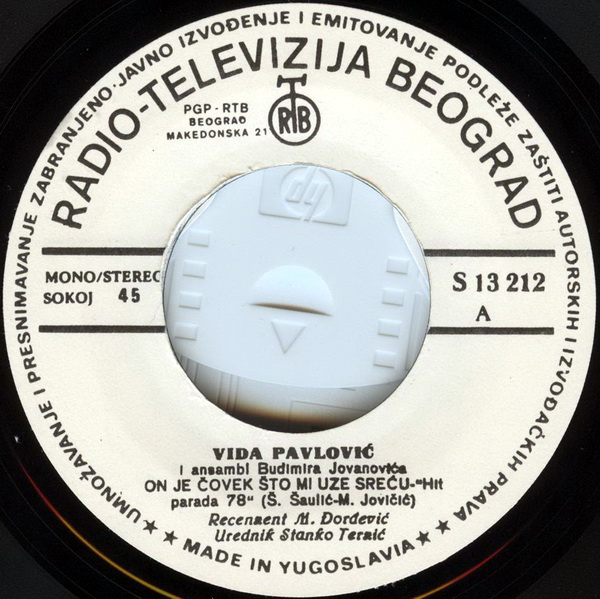 UMNOŽAVANJE I PRESNIMAVANJE ZABRANJENO·JAVNO IZVOĐENJE I EMITOVANJE PODLEŽE ZAŠTITI AUTORSKIH I IZVOĐAČKIH PRAVA
RADIO-TELEVIZIJA BEOGRAD
PGP-RTB
BEOGRAD
MAKEDONSKA 21
RTB
hp
MONO/STEREO
SOKOJ 45
S 13 212
A
VIDA PAVLOVIĆ
i ansambl Budimira Jovanovića
ON JE ČOVEK ŠTO MI UZE SREĆU-"Hit
parada 78" (Š. Šaulić-M. Jovičić)
Recenzent M. Đorđević
Urednik Stanko Terzić
★ ★ MADE IN YUGOSLAVIA ★ ★